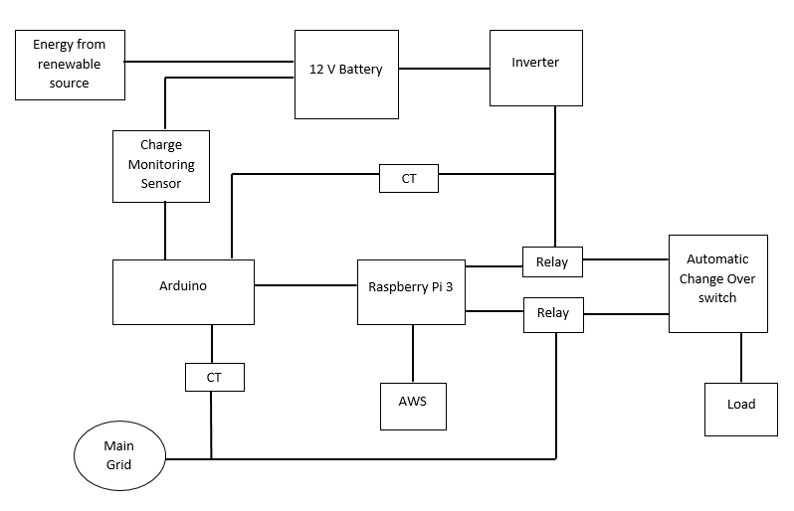 Energy from
renewable
source
12 V Battery
Inverter
Charge
Monitoring
Sensor
CT
Relay
Automatic
Change Over
switch
Arduino
Raspberry Pi 3
Relay
CT
AWS
Load
Main
Grid